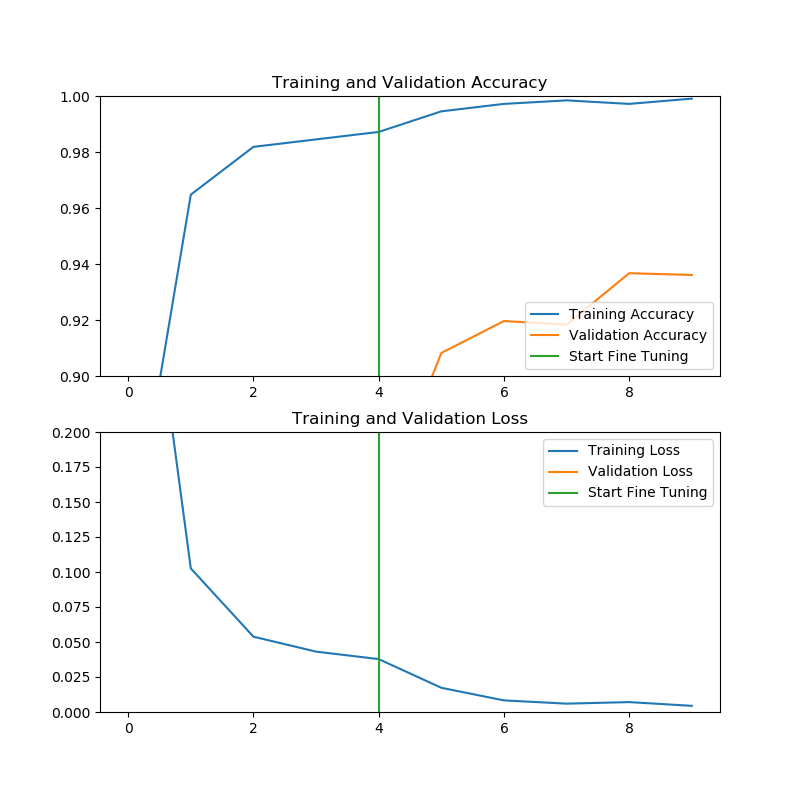 Training and Validation Accuracy
1.00
0.98
0.96
0.94
0.92
0.90
Training Accuracy
Validation Accuracy
Start Fine Tuning
0 2 4 6 8
Training and Validation Loss
0.200
0.175
0.150
0.125
0.100
0.075
0.050
0.025
0.000
Training Loss
Validation Loss
Start Fine Tuning
0 2 4 6 8